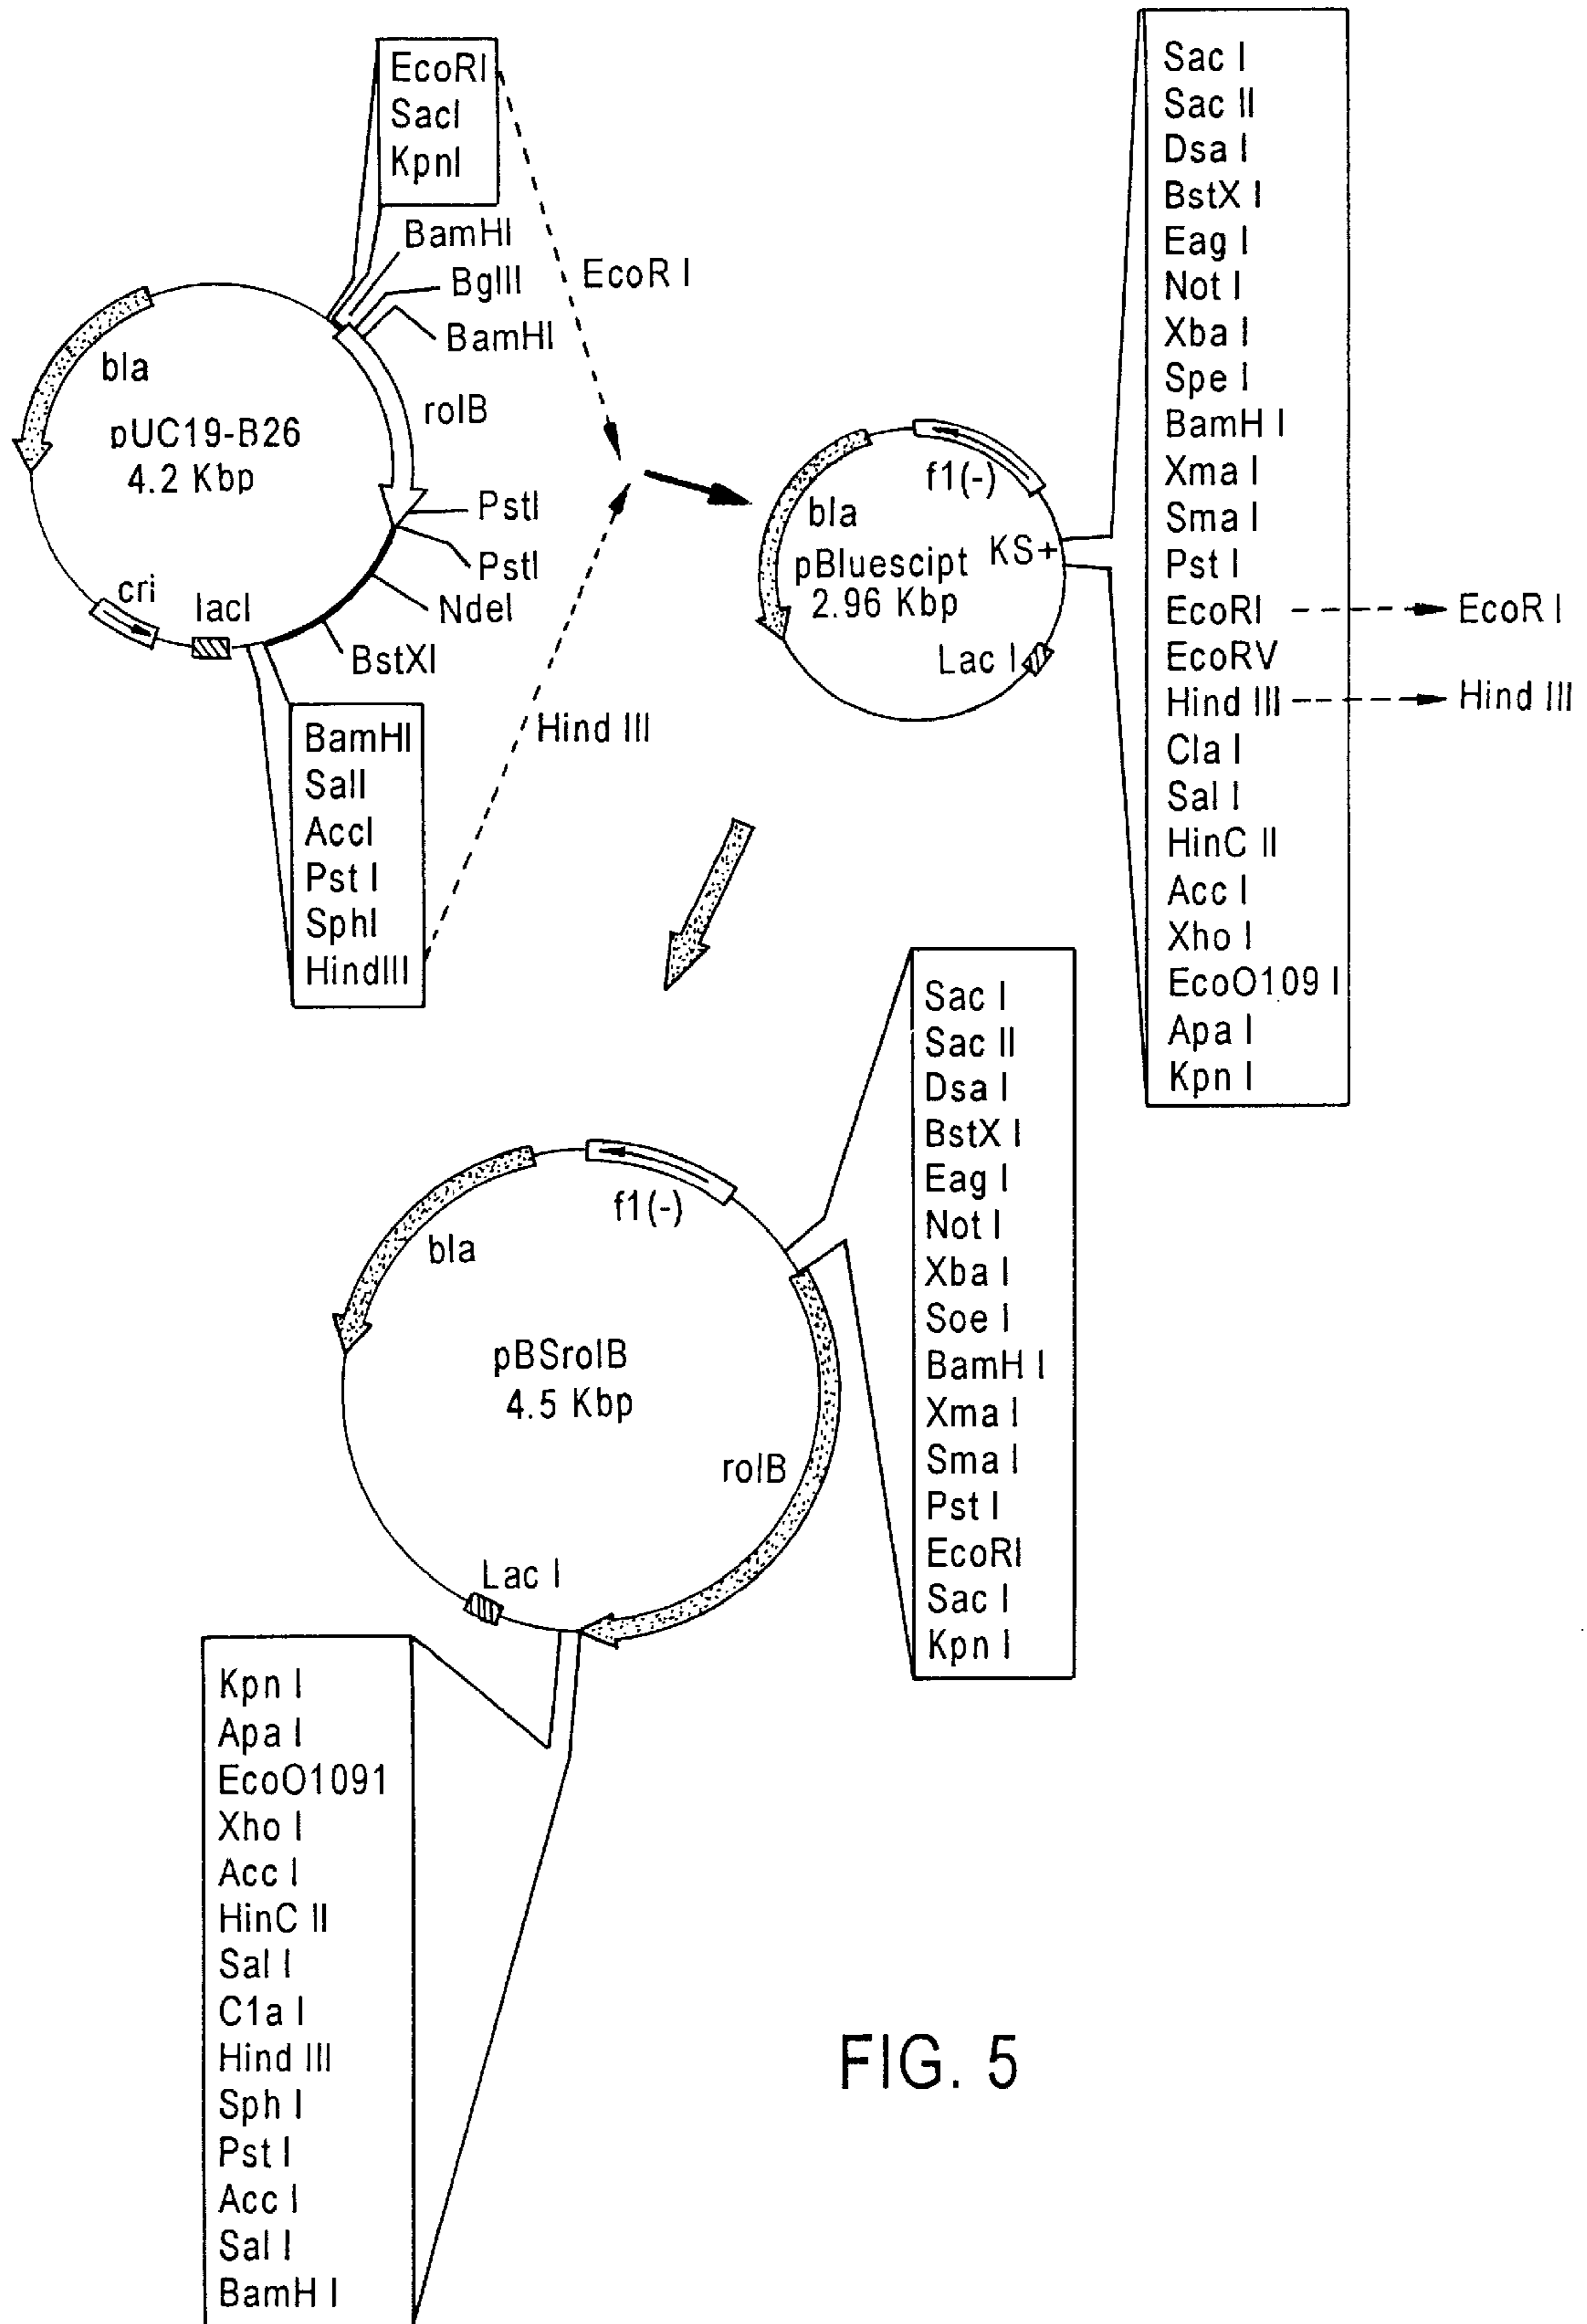 EcoRI
SacI
KpnI
BamHI
BglII
BamHI
EcoR I
bla
pUC19-B26
4.2 Kbp
rolB
PstI
PstI
NdeI
BstXI
cri
lacI
BamHI
SalI
AccI
Pst I
SphI
HindIII
Hind III
f1(-)
bla
pBluescipt
2.96 Kbp
KS+
Lac I
Sac I
Sac II
Dsa I
BstX I
Eag I
Not I
Xba I
Spe I
BamH I
Xma I
Sma I
Pst I
EcoRI
EcoR I
EcoRV
Hind III
Hind III
Cla I
Sal I
HinC II
Acc I
Xho I
EcoO109 I
Apa I
Kpn I
f1(-)
bla
pBSrolB
4.5 Kbp
rolB
Lac I
Sac I
Sac II
Dsa I
BstX I
Eag I
Not I
Xba I
Soe I
BamH I
Xma I
Sma I
Pst I
EcoRI
Sac I
Kpn I
Kpn I
Apa I
EcoO1091
Xho I
Acc I
HinC II
Sal I
C1a I
Hind III
Sph I
Pst I
Acc I
Sal I
BamH I
FIG. 5